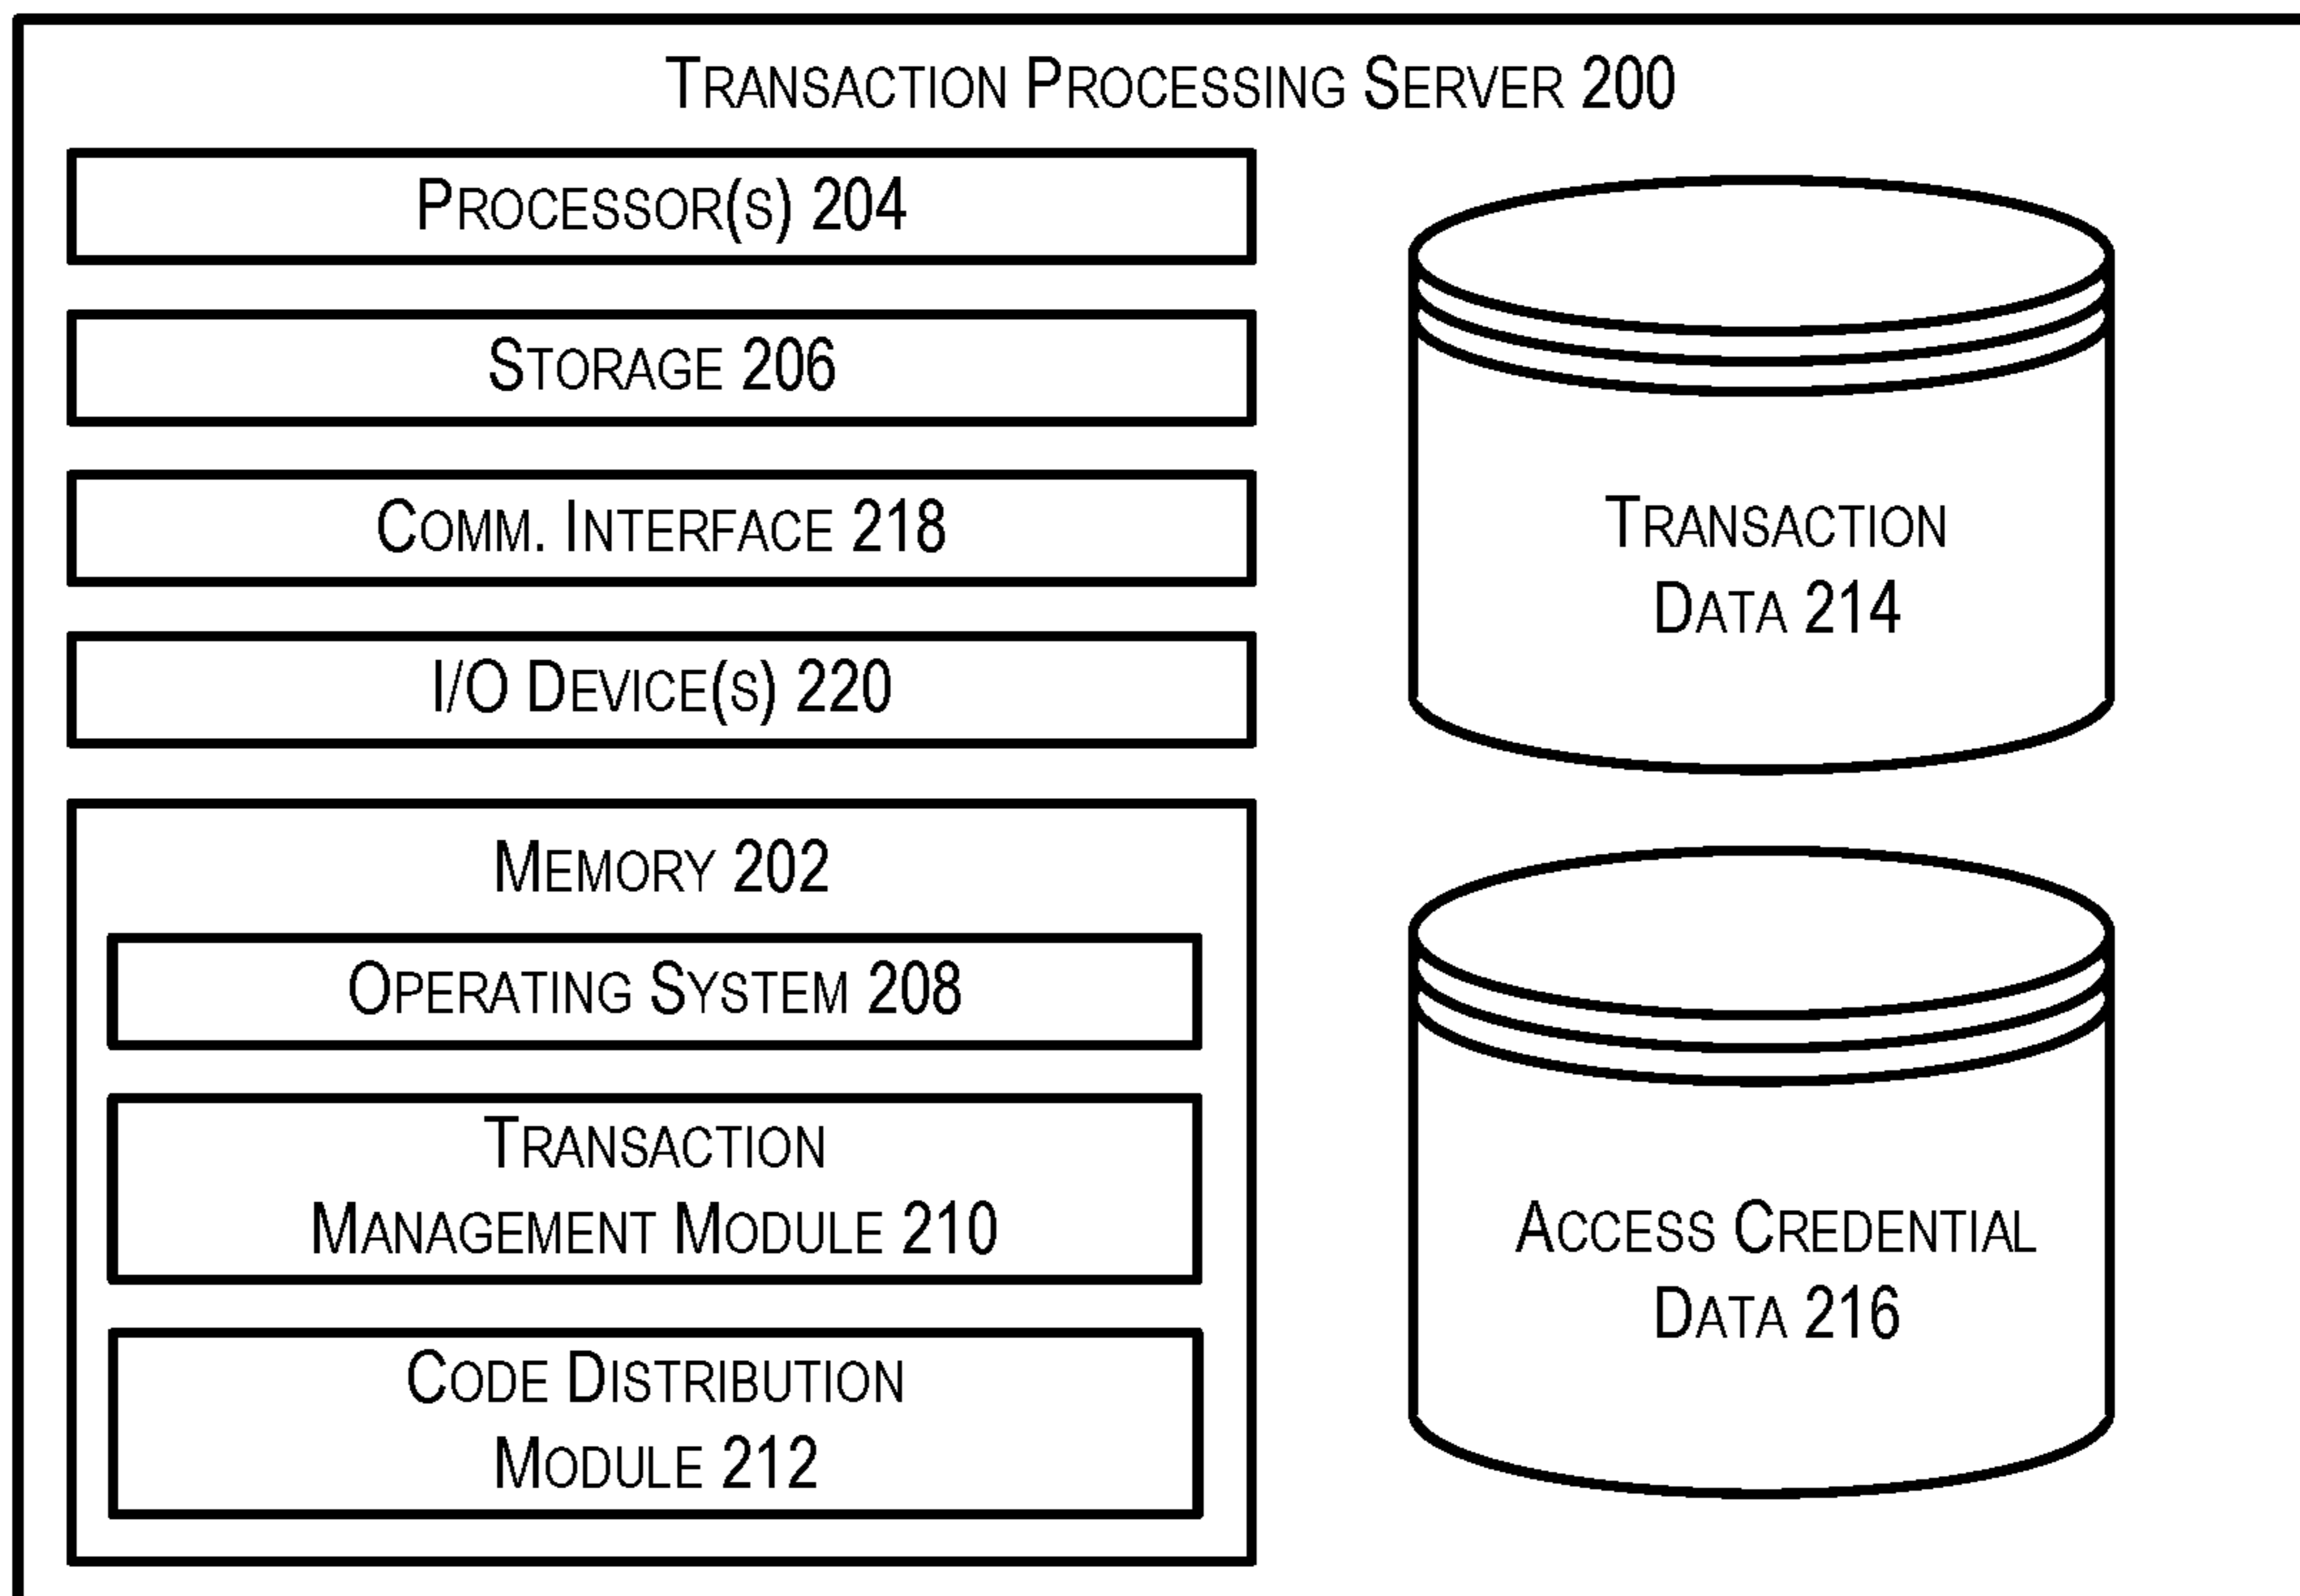 TRANSACTION PROCESSING SERVER 200
PROCESSOR(S) 204
STORAGE 206
COMM. INTERFACE 218
I/O DEVICE(S) 220
MEMORY 202
OPERATING SYSTEM 208
TRANSACTION
MANAGEMENT MODULE 210
CODE DISTRIBUTION
MODULE 212
TRANSACTION
DATA 214
ACCESS CREDENTIAL
DATA 216